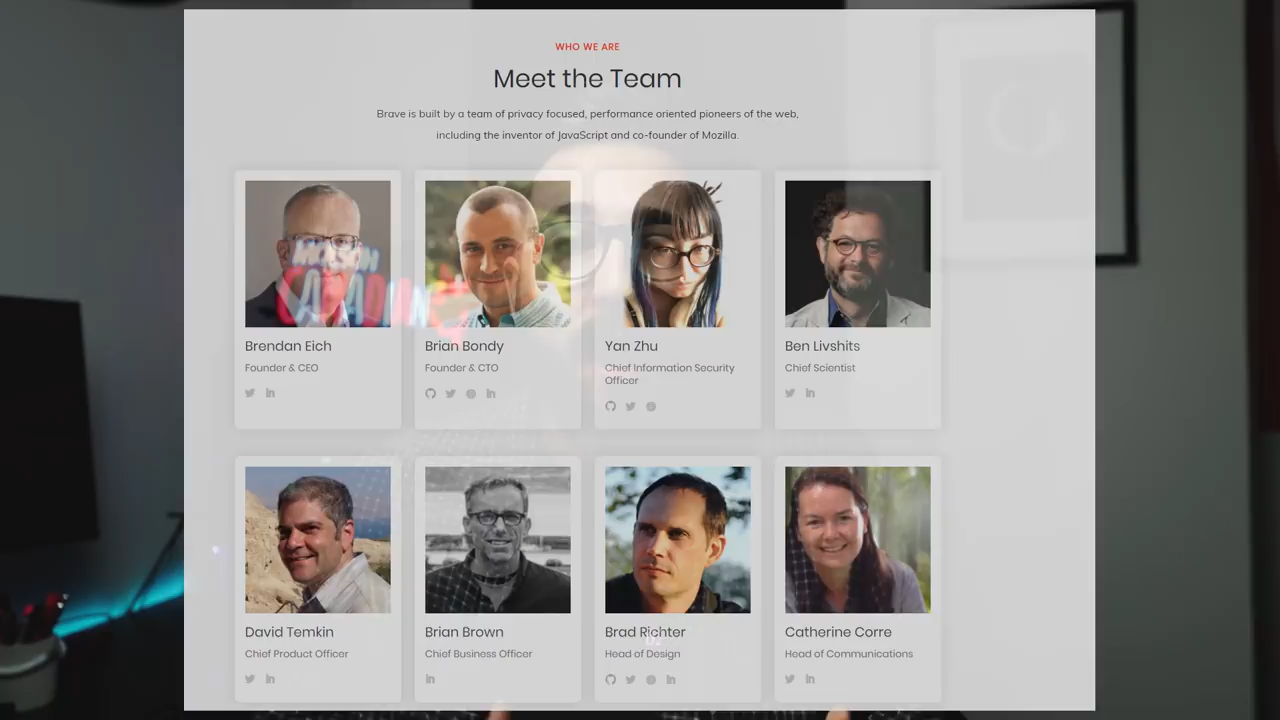 WHO WE ARE
Meet the Team
Brave is built by a team of privacy focused, performance oriented pioneers of the web,
including the inventor of JavaScript and co-founder of Mozilla.
Brendan Eich
Founder & CEO
Brian Bondy
Founder & CTO
Yan Zhu
Chief Information Security
Officer
Ben Livshits
Chief Scientist
David Temkin
Chief Product Officer
Brian Brown
Chief Business Officer
Brad Richter
Head of Design
Catherine Corre
Head of Communications